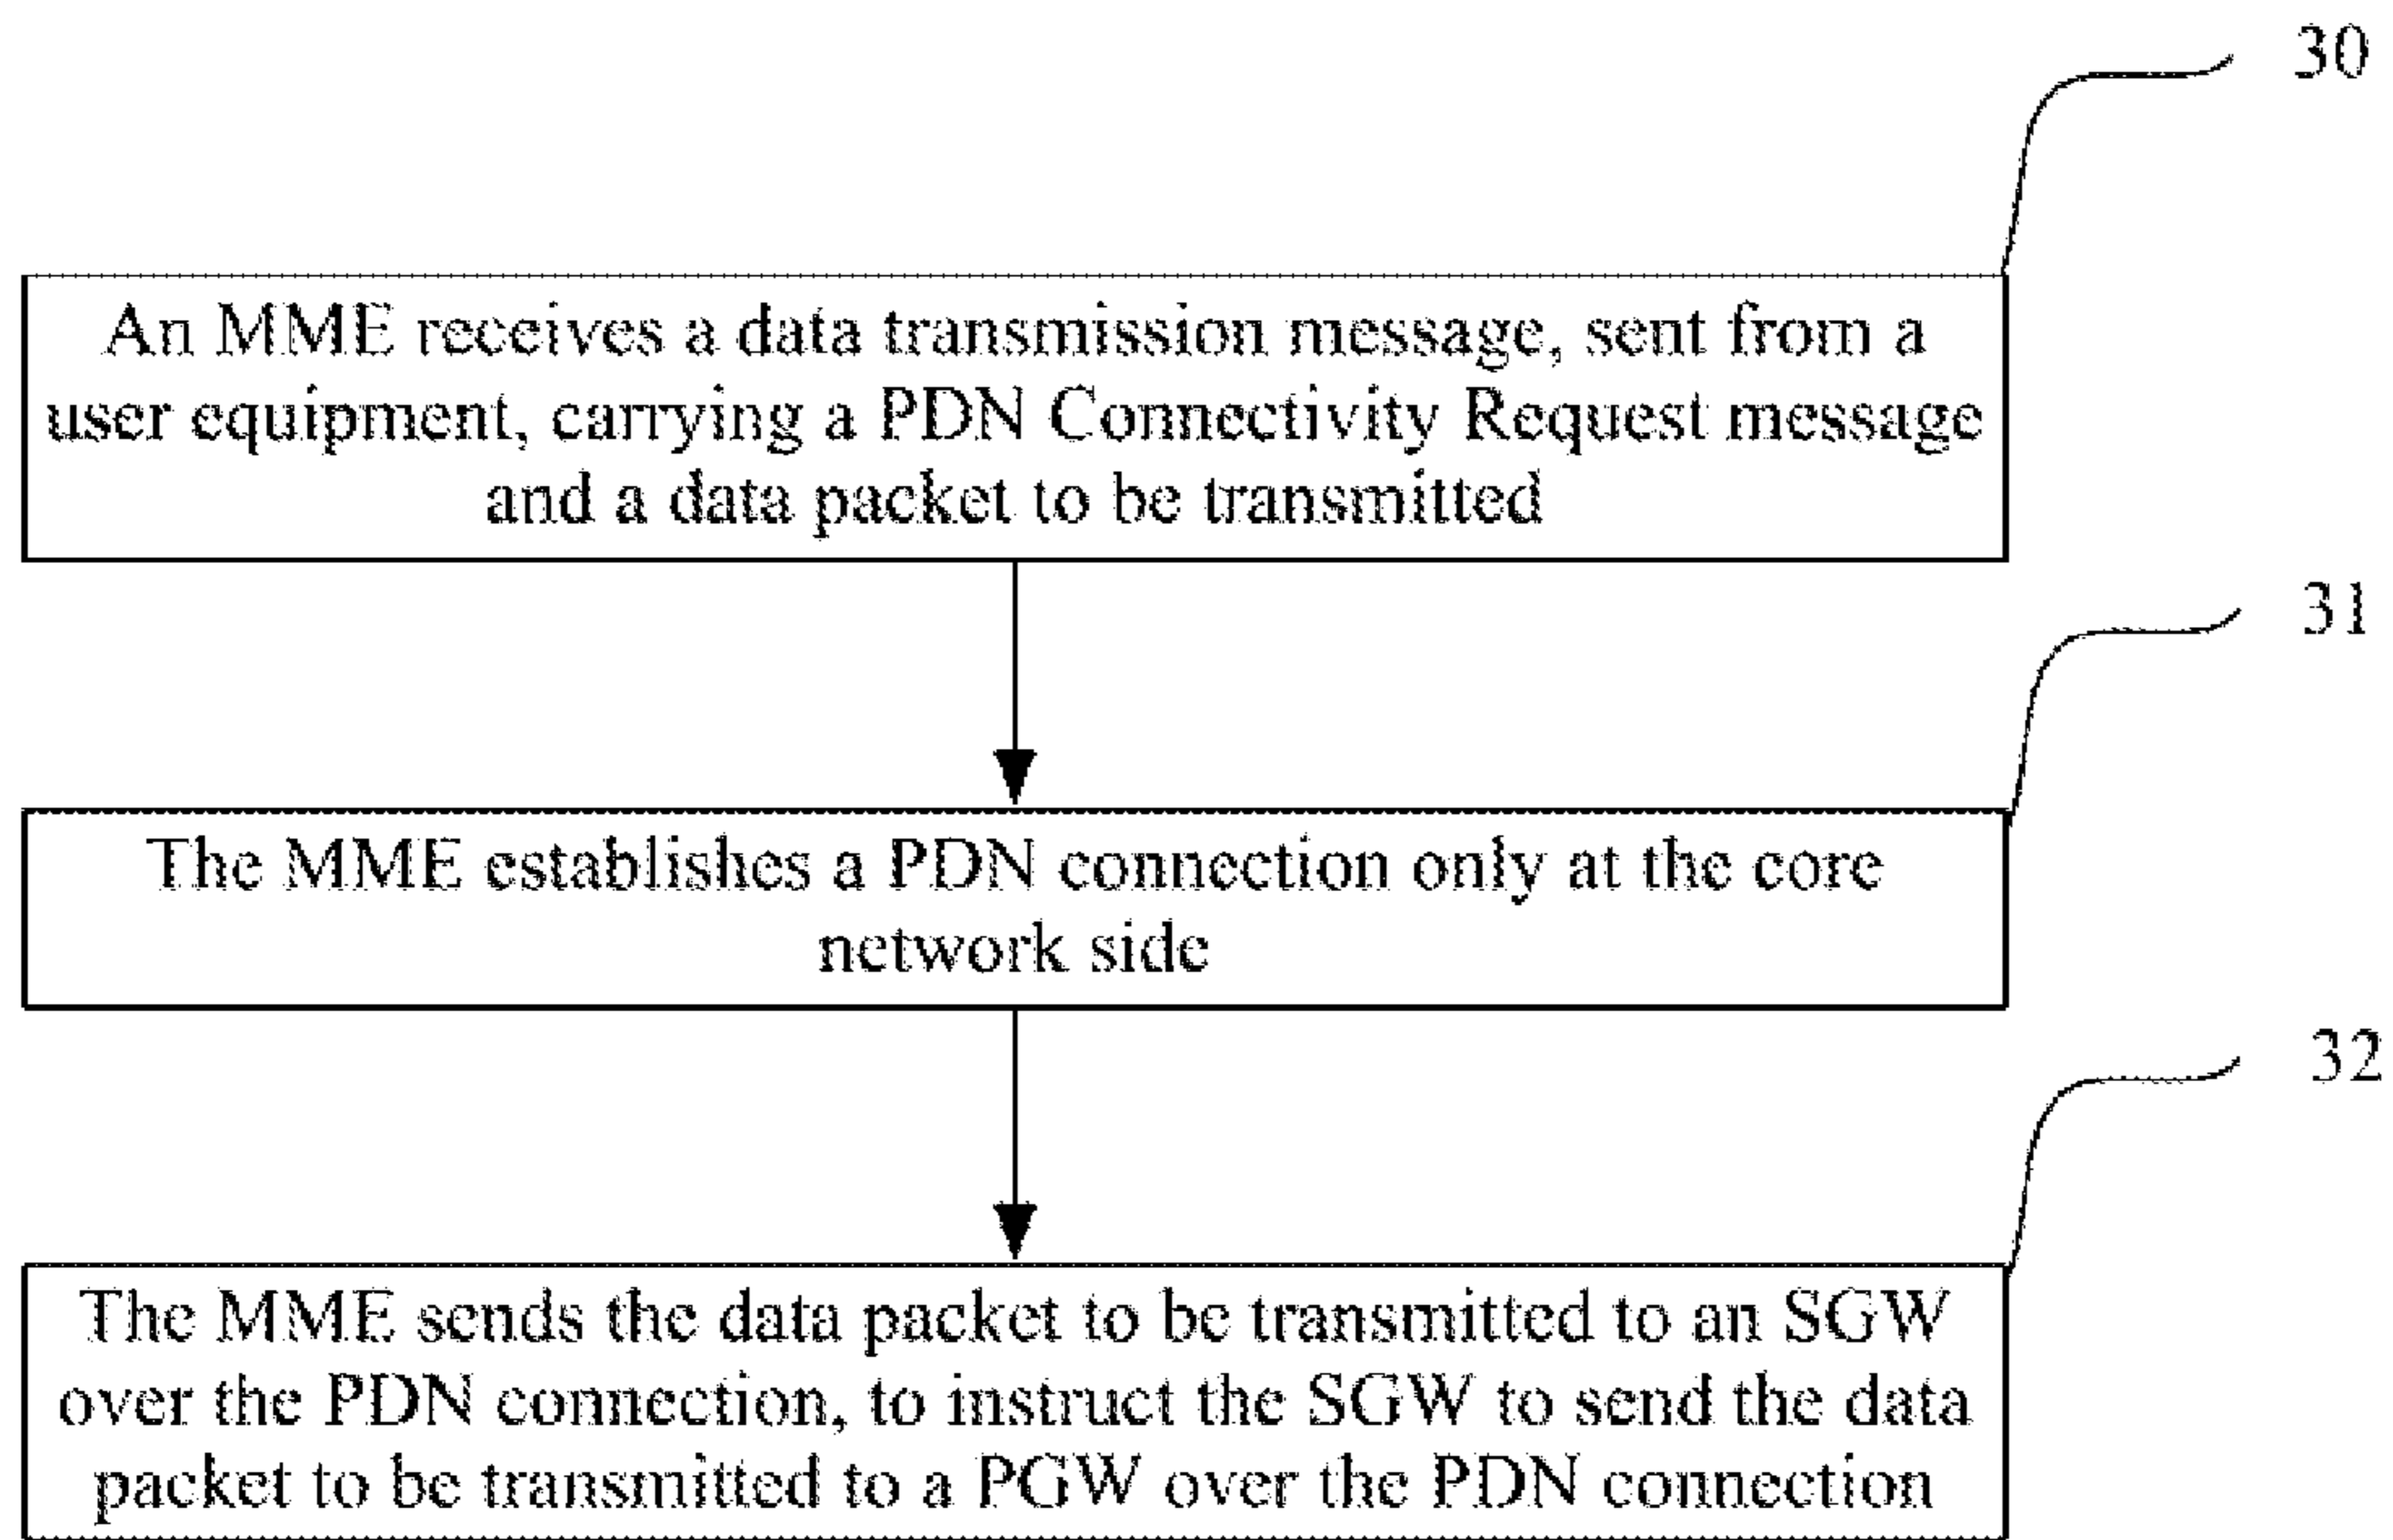 30
An MME receives a data transmission message, sent from a
user equipment, carrying a PDN Connectivity Request message
and a data packet to be transmitted
31
The MME establishes a PDN connection only at the core
network side
32
The MME sends the data packet to be transmitted to an SGW
over the PDN connection, to instruct the SGW to send the data
packet to be transmitted to a PGW over the PDN connection